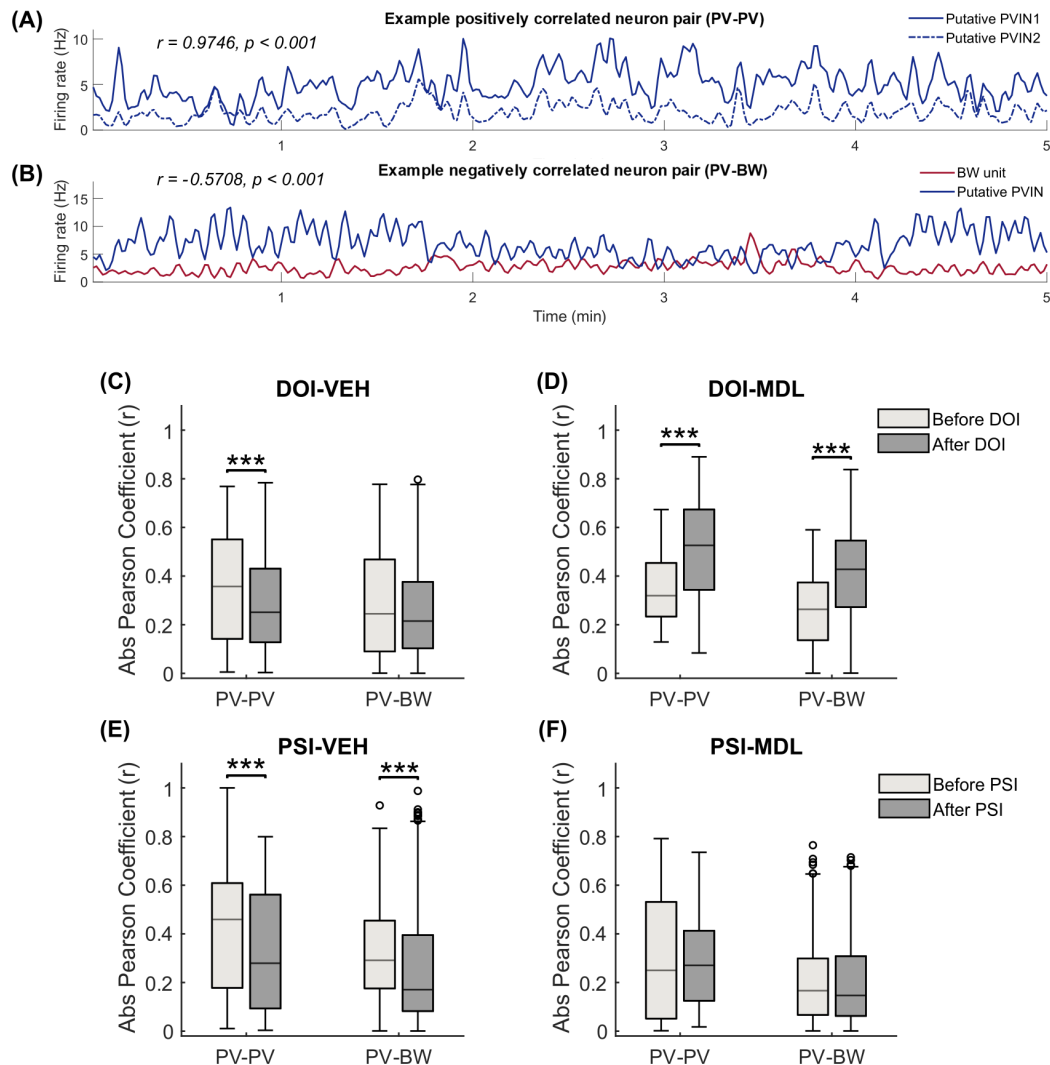 (A)
Example positively correlated neuron pair (PV-PV)
r = 0.9746, p < 0.001
Putative PVIN1
Putative PVIN2
Firing rate (Hz)
10
5
0
1
2
3
4
5
(B)
Example negatively correlated neuron pair (PV-BW)
r = -0.5708, p < 0.001
BW unit
Putative PVIN
Firing rate (Hz)
15
10
5
0
1
2
3
4
5
Time (min)
(C)
DOI-VEH
Abs Pearson Coefficient (r)
1
0.8
0.6
0.4
0.2
0
***
PV-PV
PV-BW
(D)
DOI-MDL
Abs Pearson Coefficient (r)
1
0.8
0.6
0.4
0.2
0
***
***
PV-PV
PV-BW
Before DOI
After DOI
(E)
PSI-VEH
Abs Pearson Coefficient (r)
1
0.8
0.6
0.4
0.2
0
***
***
PV-PV
PV-BW
(F)
PSI-MDL
Abs Pearson Coefficient (r)
1
0.8
0.6
0.4
0.2
0
PV-PV
PV-BW
Before PSI
After PSI